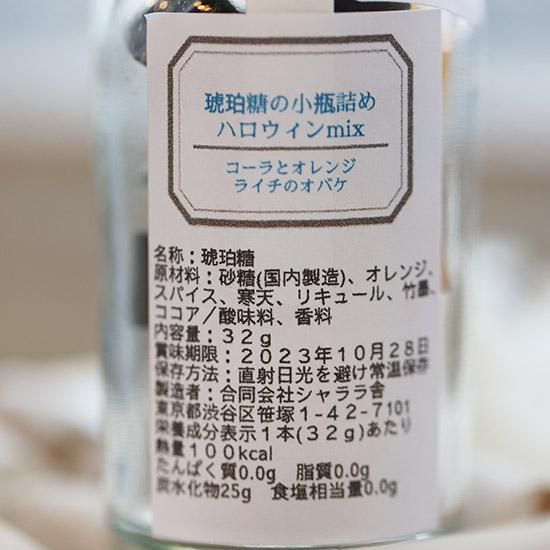 琥珀糖の小瓶詰め
ハロウィンmix
コーラとオレンジ
ライチのオバケ
名称：琥珀糖
原材料：砂糖(国内製造)、オレンジ、
スパイス、寒天、リキュール、竹墨、
ココア／酸味料、香料
内容量：３２g
賞味期限：２０２３年１０月２８日
保存方法：直射日光を避け常温保存
製造者：合同会社シャララ舎
東京都渋谷区笹塚１-４２-７１０１
栄養成分表示１本(３２g)あたり
熱量１００kcal
たんぱく質0.0g　脂質0.0g
炭水化物25g　食塩相当量0.0g